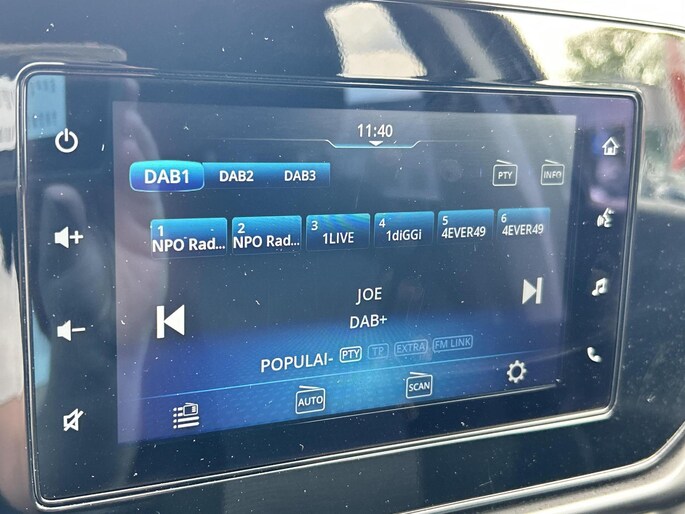 11:40
DAB1 DAB2 DAB3 PTY INFO
1 NPO Rad... 2 NPO Rad... 3 1LIVE 4 1diGGi 5 4EVER49 6 4EVER49
JOE
DAB+
POPULAI- PTY TP EXTRA FM LINK
AUTO SCAN